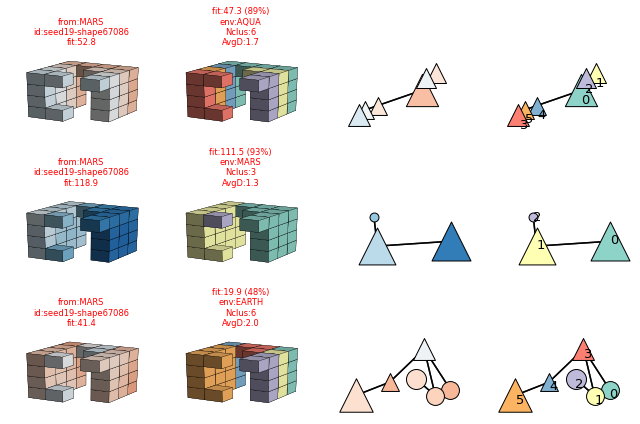 from:MARS
id:seed19-shape67086
fit:52.8
fit:47.3 (89%)
env:AQUA
Nclus:6
AvgD:1.7
1
2
0
5
4
3
from:MARS
id:seed19-shape67086
fit:118.9
fit:111.5 (93%)
env:MARS
Nclus:3
AvgD:1.3
2
1
0
from:MARS
id:seed19-shape67086
fit:41.4
fit:19.9 (48%)
env:EARTH
Nclus:6
AvgD:2.0
3
4
2
0
5
1